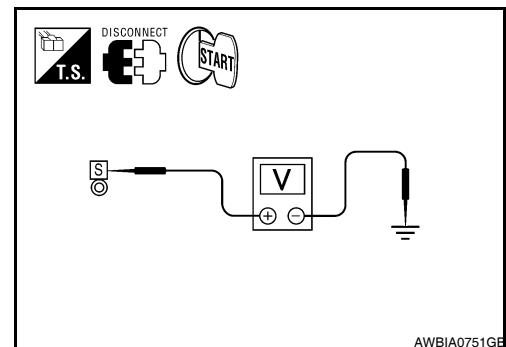 DISCONNECT
T.S.
START
S
V
+ −
AWBIA0751GB